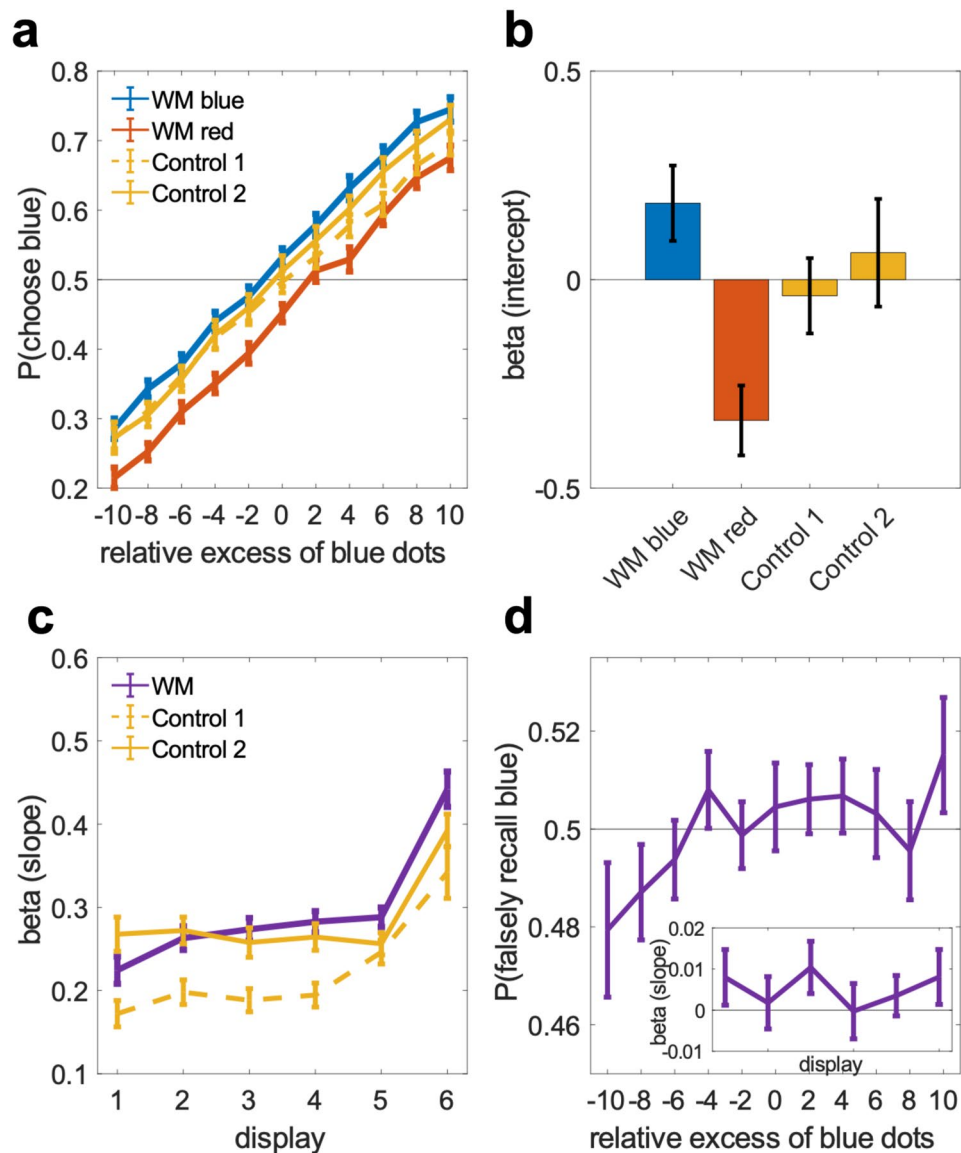 a
0.8
0.7
0.6
0.5
0.4
0.3
0.2
P(choose blue)
WM blue
WM red
Control 1
Control 2
-10 -8 -6 -4 -2 0 2 4 6 8 10
relative excess of blue dots
b
0.5
0
-0.5
beta (intercept)
WM blue
WM red
Control 1
Control 2
c
0.6
0.5
0.4
0.3
0.2
0.1
beta (slope)
WM
Control 1
Control 2
1 2 3 4 5 6
display
d
0.52
0.5
0.48
0.46
P(falsely recall blue)
0.02
0.01
0
-0.01
beta (slope)
display
-10 -8 -6 -4 -2 0 2 4 6 8 10
relative excess of blue dots